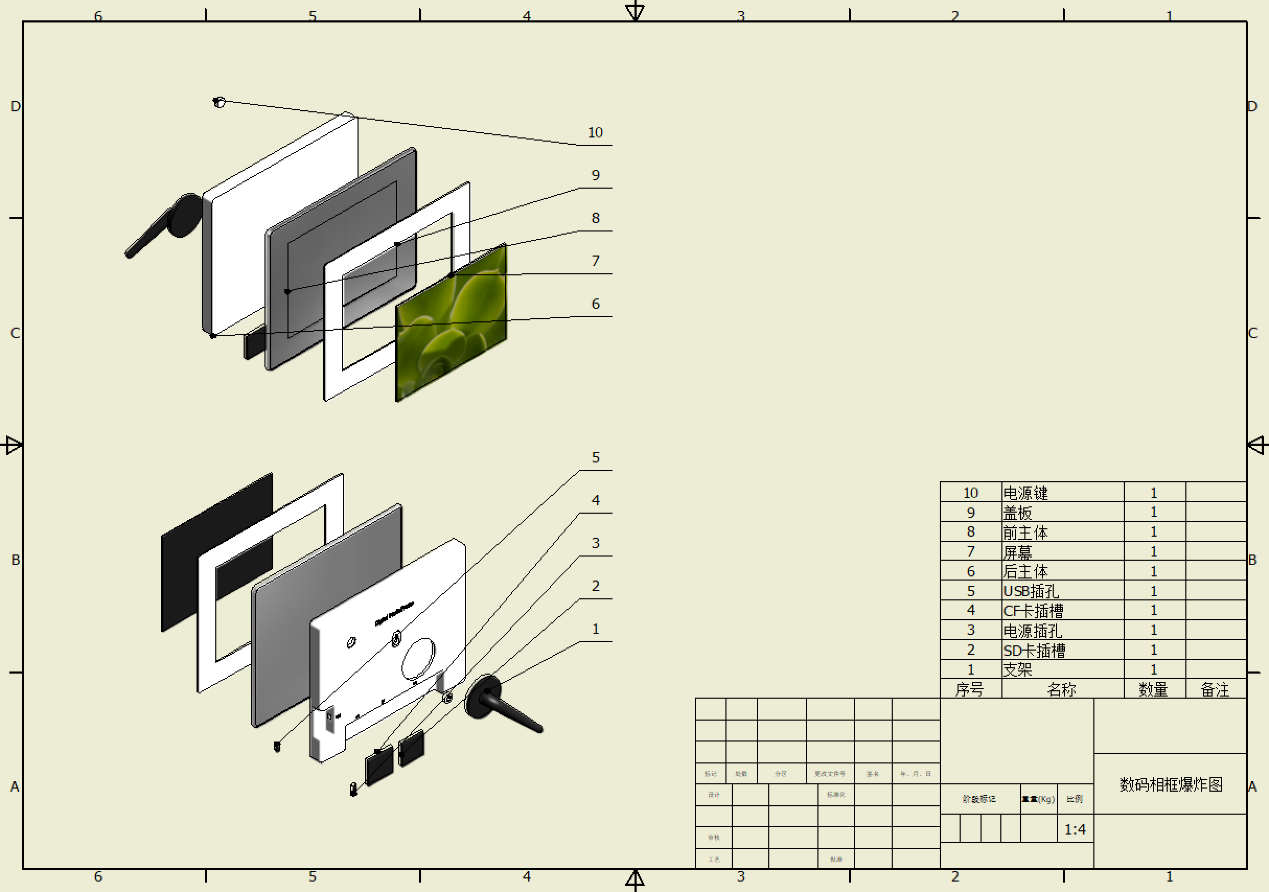 6 5 4 3 2 1
D D
10
9
8
7
6
C C
5
4
3
2
1
B B
10 电源键 1
9 盖板 1
8 前主体 1
7 屏幕 1
6 后主体 1
5 USB插孔 1
4 CF卡插槽 1
3 电源插孔 1
2 SD卡插槽 1
1 支架 1
序号 名称 数量 备注
标记 处数 分区 更改文件号 签名 年、月、日
设计 标准化
阶段标记 重量(Kg) 比例
数码相框爆炸图
A A
1:4
审核
工艺 批准
6 5 4 3 2 1